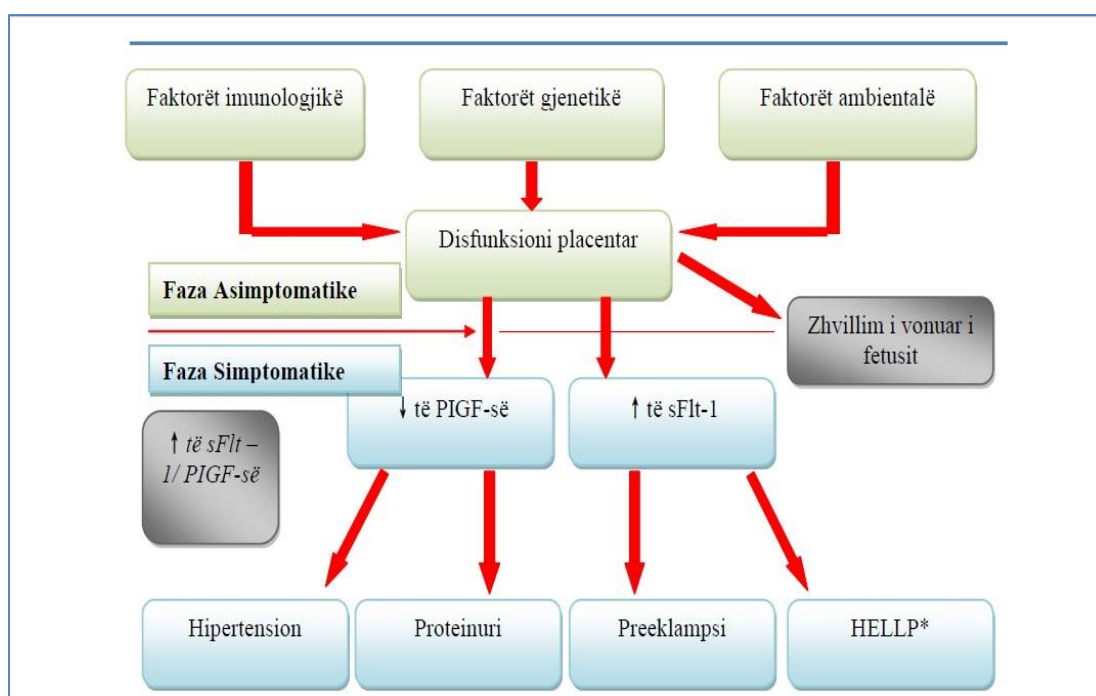 Faktorët imunologjikë
Faktorët gjenetikë
Faktorët ambientalë
Disfunksioni placentar
Faza Asimptomatike
Zhvillim i vonuar i
fetusit
Faza Simptomatike
↓ të PIGF-së
↑ të sFlt-1
↑ të sFlt –
1/ PIGF-së
Hipertension
Proteinuri
Preeklampsi
HELLP*